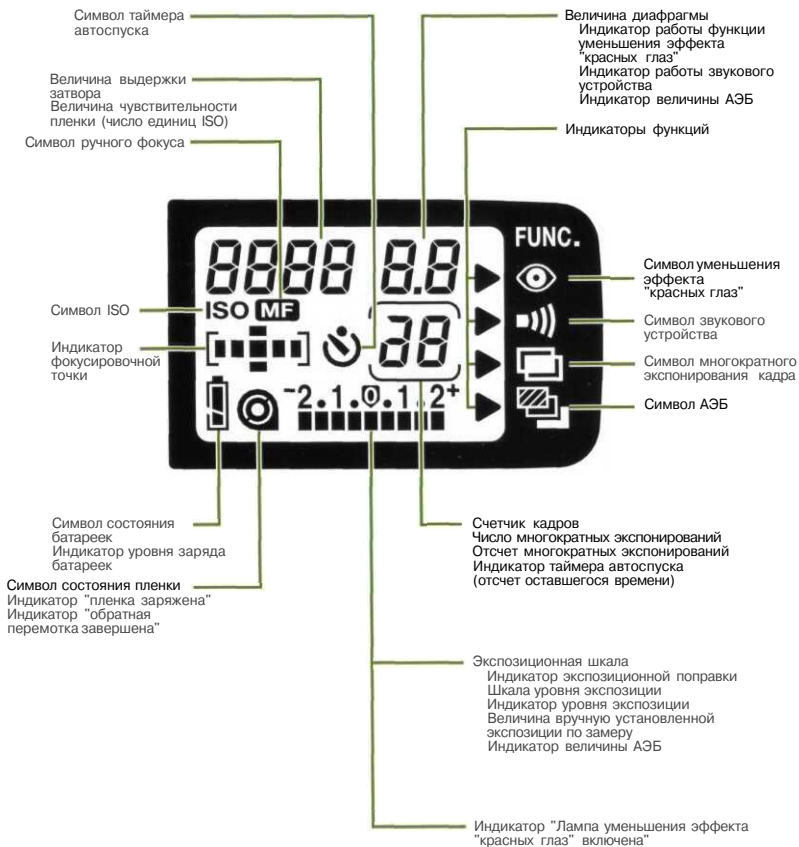 Символ таймера
автоспуска
Величина диафрагмы
Индикатор работы функции
уменьшения эффекта
"красных глаз"
Индикатор работы звукового
устройства
Индикатор величины АЭБ
Величина выдержки
затвора
Величина чувствительности
пленки (число единиц ISO)
Символ ручного фокуса
Индикаторы функций
FUNC.
8888 8.8
Символ уменьшения
эффекта
"красных глаз"
Символ ISO
ISO MF
Символ звукового
устройства
Индикатор
фокусировочной
точки
88
Символ многократного
экспонирования кадра
-2.1.0.1.2+
Символ АЭБ
Символ состояния
батареек
Индикатор уровня заряда
батареек
Символ состояния пленки
Индикатор "пленка заряжена"
Индикатор "обратная
перемотка завершена"
Счетчик кадров
Число многократных экспонирований
Отсчет многократных экспонирований
Индикатор таймера автоспуска
(отсчет оставшегося времени)
Экспозиционная шкала
Индикатор экспозиционной поправки
Шкала уровня экспозиции
Индикатор уровня экспозиции
Величина вручную установленной
экспозиции по замеру
Индикатор величины АЭБ
Индикатор "Лампа уменьшения эффекта
"красных глаз" включена"